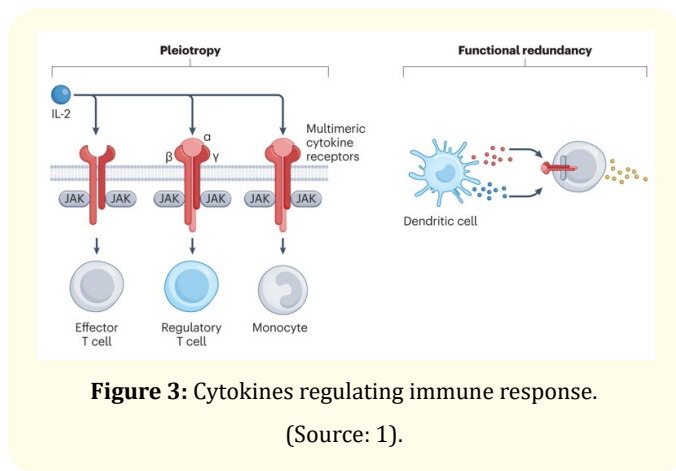 Pleiotropy
Functional redundancy
IL-2
α
β
γ
Multimeric
cytokine
receptors
JAK JAK JAK JAK JAK JAK
Dendritic cell
Effector
T cell
Regulatory
T cell
Monocyte
Figure 3: Cytokines regulating immune response.
(Source: 1).